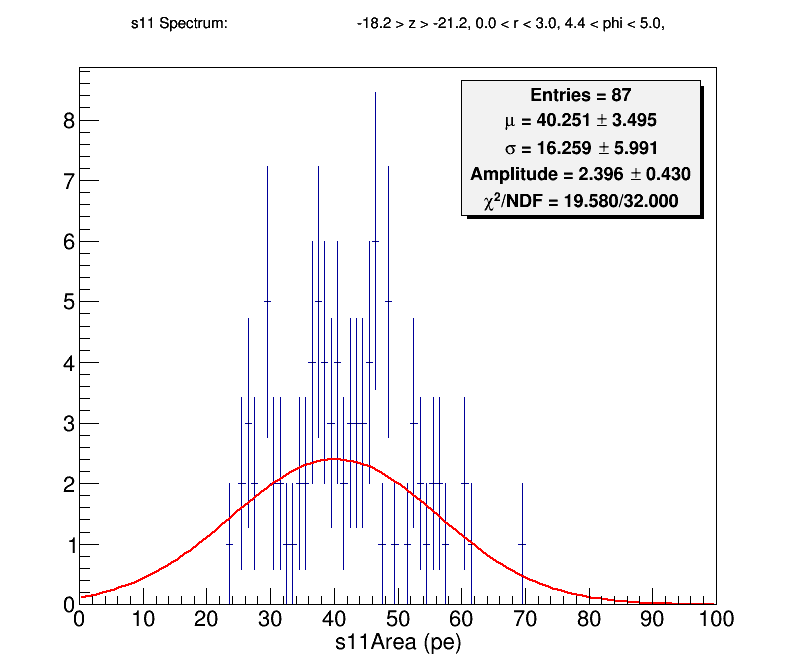 s11 Spectrum: -18.2 > z > -21.2, 0.0 < r < 3.0, 4.4 < phi < 5.0,
Entries = 87
μ = 40.251 ± 3.495
σ = 16.259 ± 5.991
Amplitude = 2.396 ± 0.430
χ²/NDF = 19.580/32.000
8
7
6
5
4
3
2
1
0
0 10 20 30 40 50 60 70 80 90 100
s11Area (pe)